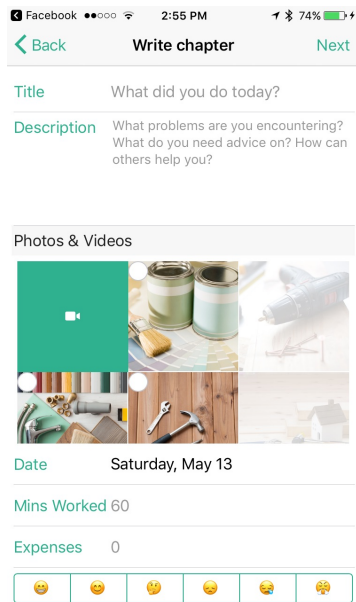 Facebook 2:55 PM 74%
Back Write chapter Next
Title What did you do today?
Description What problems are you encountering?
What do you need advice on? How can
others help you?
Photos & Videos
Date Saturday, May 13
Mins Worked 60
Expenses 0